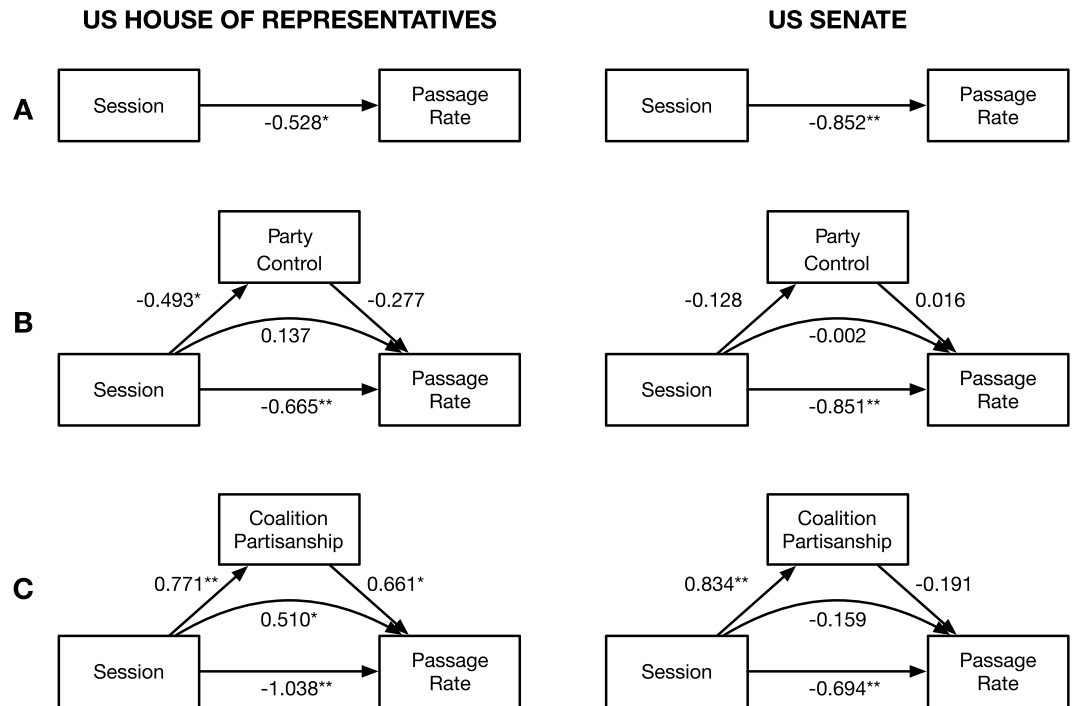 US HOUSE OF REPRESENTATIVES
US SENATE
A
Session
Passage
Rate
-0.528*
Session
Passage
Rate
-0.852**
B
Party
Control
-0.493*
-0.277
0.137
Session
Passage
Rate
-0.665**
Party
Control
-0.128
0.016
-0.002
Session
Passage
Rate
-0.851**
C
Coalition
Partisanship
0.771**
0.661*
0.510*
Session
Passage
Rate
-1.038**
Coalition
Partisanship
0.834**
-0.191
-0.159
Session
Passage
Rate
-0.694**